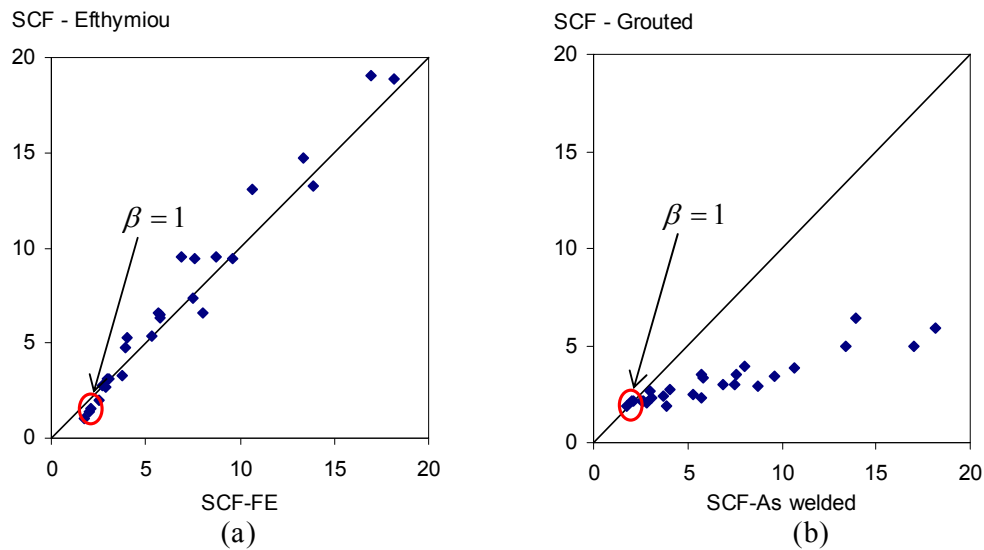 SCF - Efthymiou
20
15
10
5
0
β = 1
0 5 10 15 20
SCF-FE
(a)
SCF - Grouted
20
15
10
5
0
β = 1
0 5 10 15 20
SCF-As welded
(b)